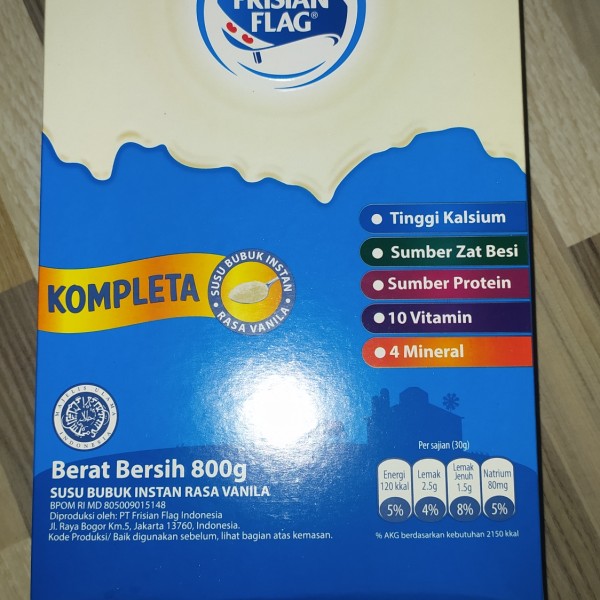 FRISIAN
FLAG®
Tinggi Kalsium
Sumber Zat Besi
Sumber Protein
10 Vitamin
4 Mineral
KOMPLETA
SUSU BUBUK INSTAN
RASA VANILA
MAJELIS ULAMA
INDONESIA
Berat Bersih 800g
SUSU BUBUK INSTAN RASA VANILA
BPOM RI MD 805009015148
Diproduksi oleh: PT Frisian Flag Indonesia
Jl. Raya Bogor Km.5, Jakarta 13760, Indonesia.
Kode Produksi/ Baik digunakan sebelum, lihat bagian atas kemasan.
Per sajian (30g)
Energi
120 kkal
5%
Lemak
2.5g
4%
Lemak
Jenuh
1.5g
8%
Natrium
80mg
5%
% AKG berdasarkan kebutuhan 2150 kkal